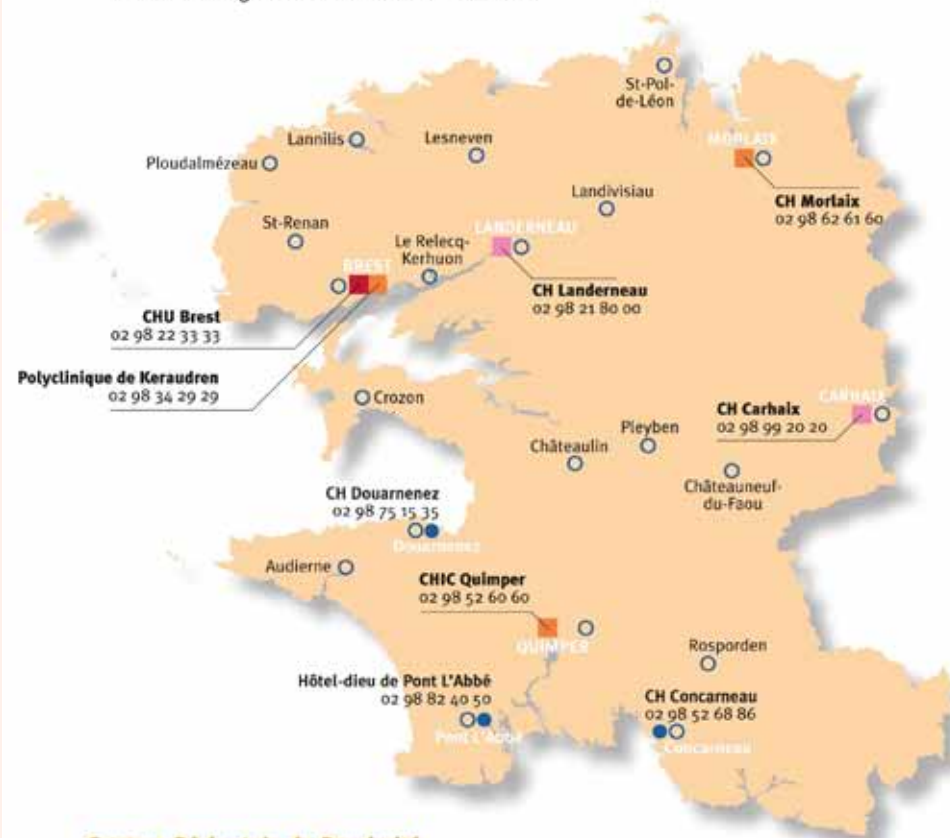 St-Pol-
de-Léon
Lannilis
Lesneven
MORLAIX
Ploudalmézeau
Landivisiau
CH Morlaix
02 98 62 61 60
St-Renan
LANDERNEAU
Le Relecq-
Kerhuon
BREST
CH Landerneau
02 98 21 80 00
CHU Brest
02 98 22 33 33
Polyclinique de Keraudren
02 98 34 29 29
Crozon
CARHAIX
CH Carhaix
02 98 99 20 20
Pleyben
Châteaulin
Châteauneuf-
du-Faou
CH Douarnenez
02 98 75 15 35
Douarnenez
Audierne
CHIC Quimper
02 98 52 60 60
QUIMPER
Rosporden
Hôtel-dieu de Pont L'Abbé
02 98 82 40 50
Pont L'Abbé
CH Concarneau
02 98 52 68 86
Concarneau